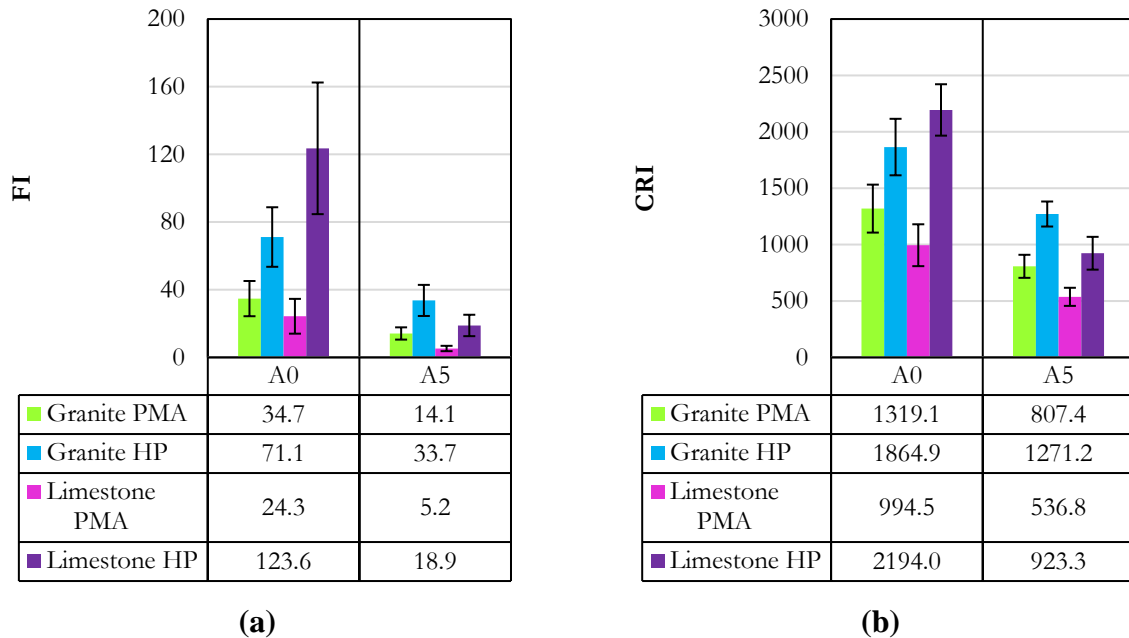 200
160
120
80
40
0
FI
A0 A5
Granite PMA 34.7 14.1
Granite HP 71.1 33.7
Limestone
PMA 24.3 5.2
Limestone HP 123.6 18.9
(a)
3000
2500
2000
1500
1000
500
0
CRI
A0 A5
Granite PMA 1319.1 807.4
Granite HP 1864.9 1271.2
Limestone
PMA 994.5 536.8
Limestone HP 2194.0 923.3
(b)